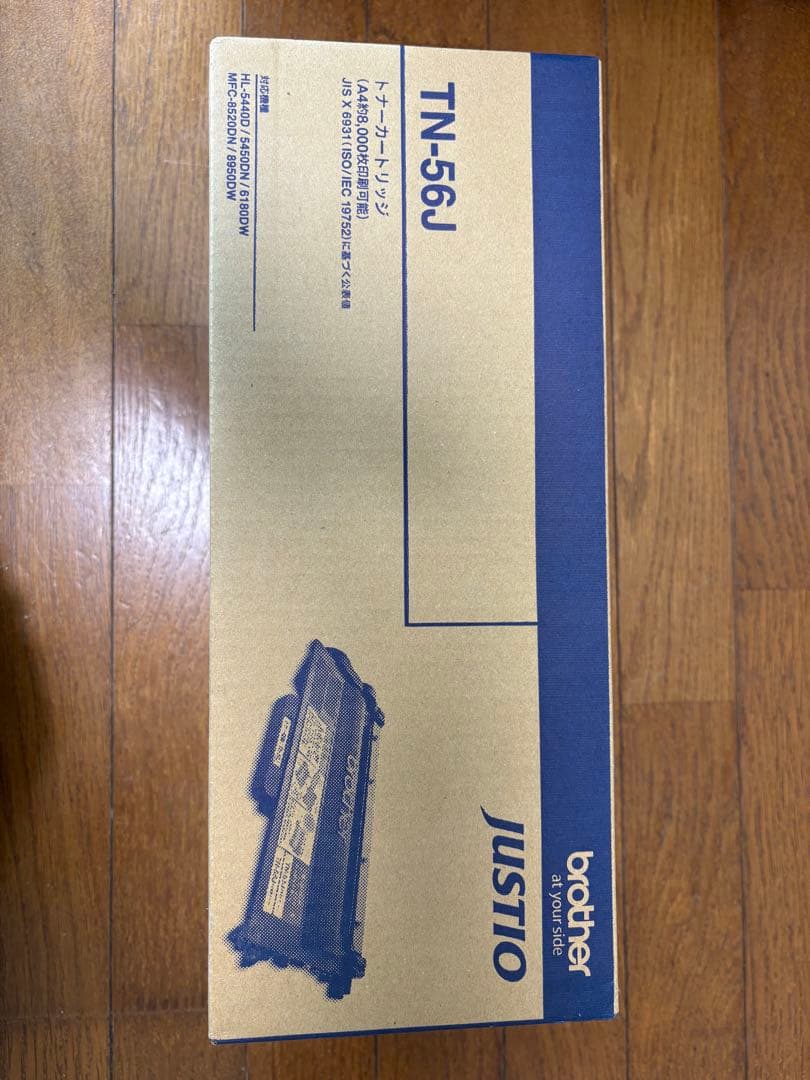 brother
at your side
TN-56J
JUSTIO
トナーカートリッジ
(A4約8,000枚印刷可能)
JIS X 6931(ISO/IEC 19752)に基づく公表値
対応機種
HL-5440D / 5450DN / 6180DW
MFC-8520DN / 8950DW
brother